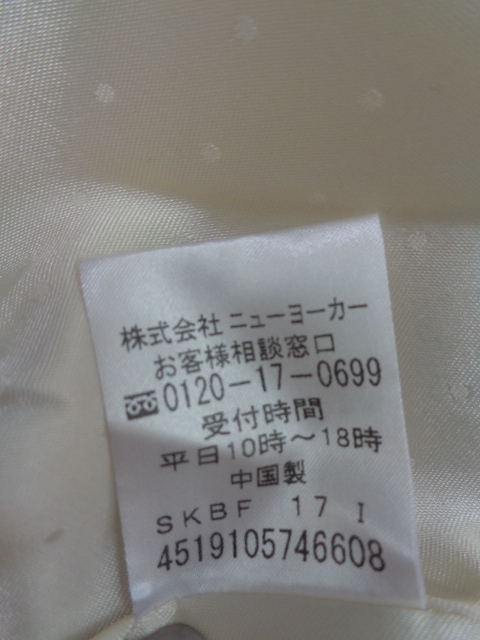 株式会社 ニューヨーカー
お客様相談窓口
0120-17-0699
受付時間
平日10時～18時
中国製
SKBF 17 I
4519105746608